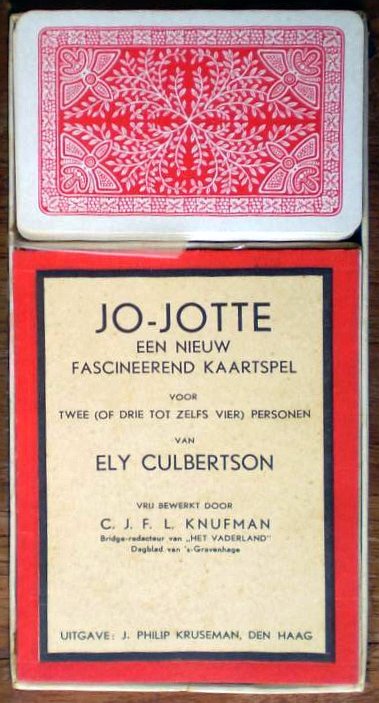 JO-JOTTE
EEN NIEUW
FASCINEEREND KAARTSPEL
VOOR
TWEE (OF DRIE TOT ZELFS VIER) PERSONEN
VAN
ELY CULBERTSON
VRIJ BEWERKT DOOR
C. J. F. L. KNUFMAN
Bridge-redacteur van „HET VADERLAND"
Dagblad van 's-Gravenhage
UITGAVE: J. PHILIP KRUSEMAN, DEN HAAG